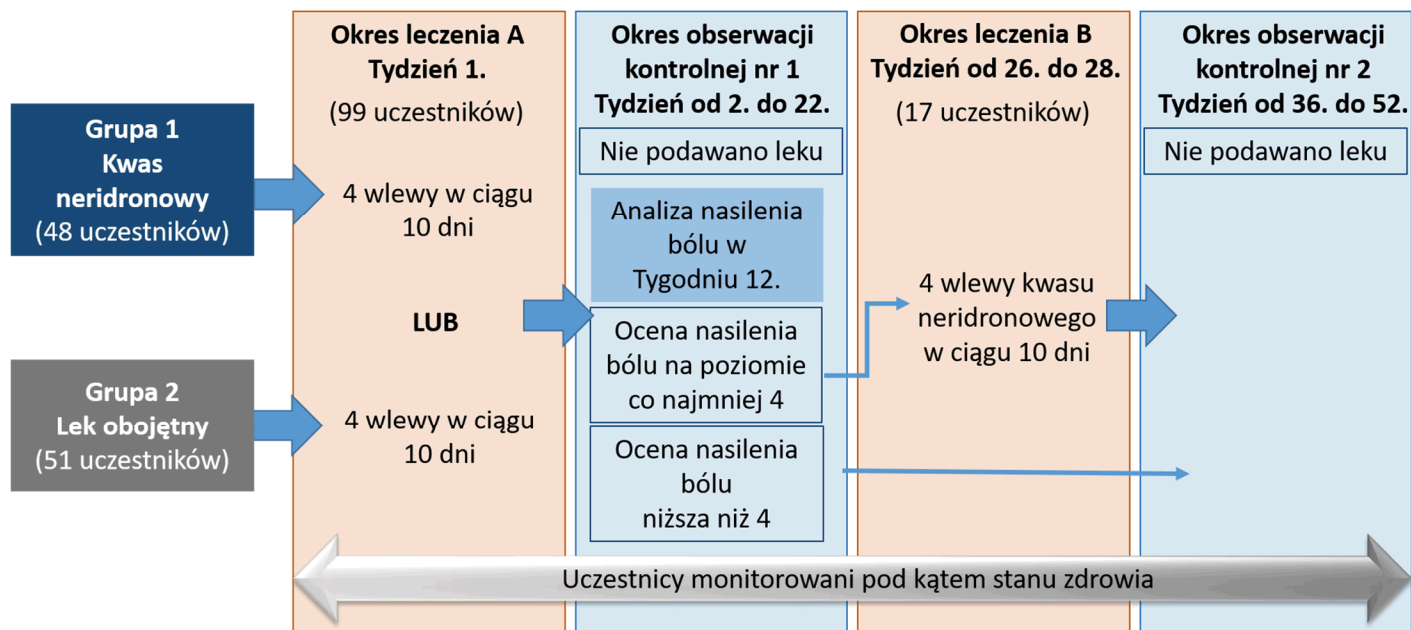 Grupa 1
Kwas
neridronowy
(48 uczestników)
Grupa 2
Lek obojętny
(51 uczestników)
Okres leczenia A
Tydzień 1.
(99 uczestników)
4 wlewy w ciągu
10 dni
LUB
4 wlewy w ciągu
10 dni
Okres obserwacji
kontrolnej nr 1
Tydzień od 2. do 22.
Nie podawano leku
Analiza nasilenia
bólu w
Tygodniu 12.
Ocena nasilenia
bólu na poziomie
co najmniej 4
Ocena nasilenia
bólu
niższa niż 4
Okres leczenia B
Tydzień od 26. do 28.
(17 uczestników)
4 wlewy kwasu
neridronowego
w ciągu 10 dni
Okres obserwacji
kontrolnej nr 2
Tydzień od 36. do 52.
Nie podawano leku
Uczestnicy monitorowani pod kątem stanu zdrowia